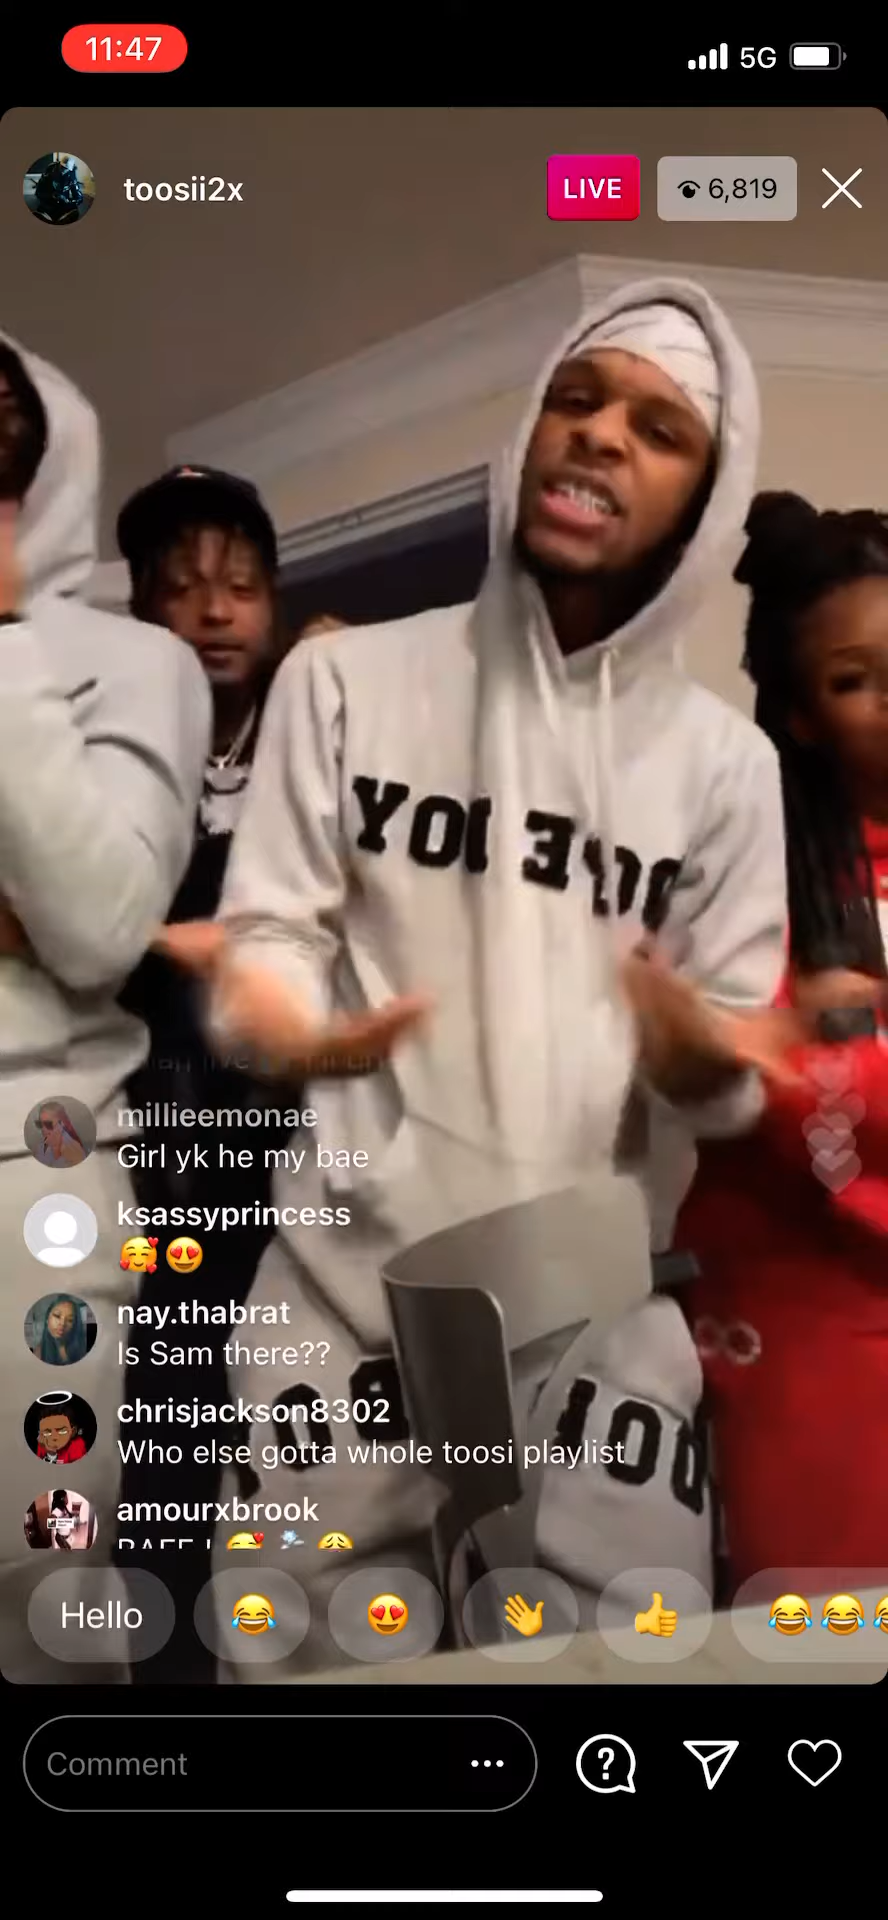 11:47
5G
toosii2x
LIVE
6,819
YOU
millieemonae
Girl yk he my bae
ksassyprincess
🥰😍
nay.thabrat
Is Sam there??
chrisjackson8302
Who else gotta whole toosi playlist
amourxbrook
Hello
Comment